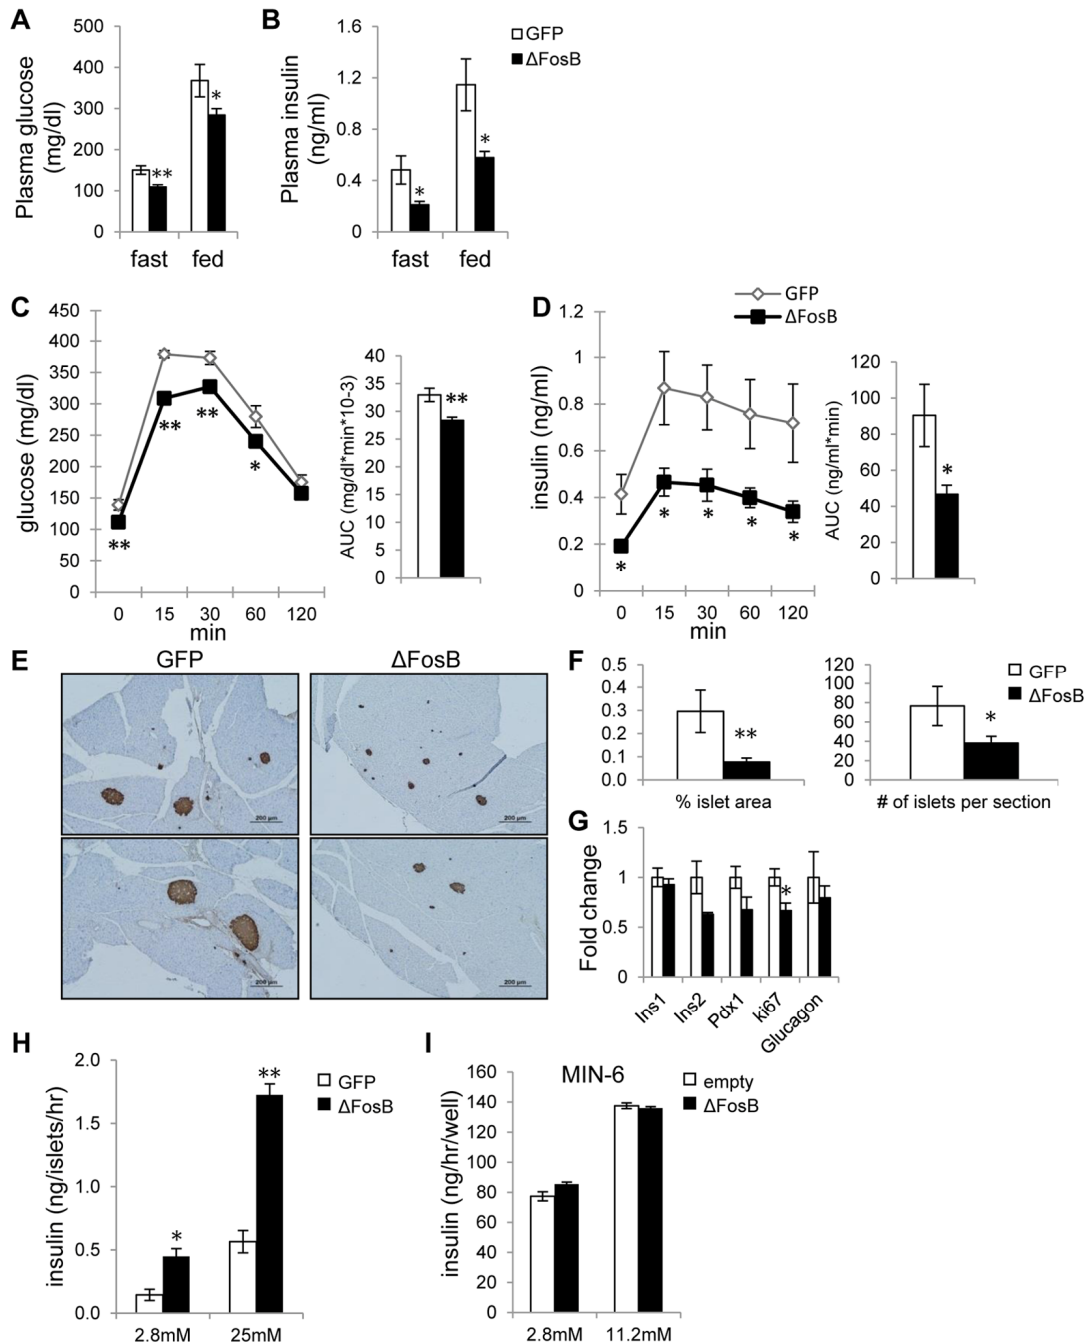 A
Plasma glucose
(mg/dl)
500
400
300
200
100
0
**
*
fast fed
B
Plasma insulin
(ng/ml)
1.6
1.2
0.8
0.4
0
*
*
fast fed
GFP
ΔFosB
C
glucose (mg/dl)
450
400
350
300
250
200
150
100
50
0
**
**
**
*
0 15 30 60 120
min
AUC (mg/dl*min*10-3)
40
35
30
25
20
15
10
5
0
**
D
GFP
ΔFosB
insulin (ng/ml)
1.2
1
0.8
0.6
0.4
0.2
0
*
*
*
*
*
0 15 30 60 120
min
AUC (ng/ml*min)
120
100
80
60
40
20
0
*
E
GFP ΔFosB
200 µm
200 µm
200 µm
200 µm
F
0.5
0.4
0.3
0.2
0.1
0.0
**
% islet area
120
100
80
60
40
20
0
*
# of islets per section
GFP
ΔFosB
G
Fold change
1.5
1
0.5
0
*
Ins1 Ins2 Pdx1 ki67 Glucagon
H
insulin (ng/islets/hr)
2.0
1.5
1.0
0.5
0.0
*
**
2.8mM 25mM
GFP
ΔFosB
I
MIN-6
insulin (ng/hr/well)
160
140
120
100
80
60
40
20
0
2.8mM 11.2mM
empty
ΔFosB